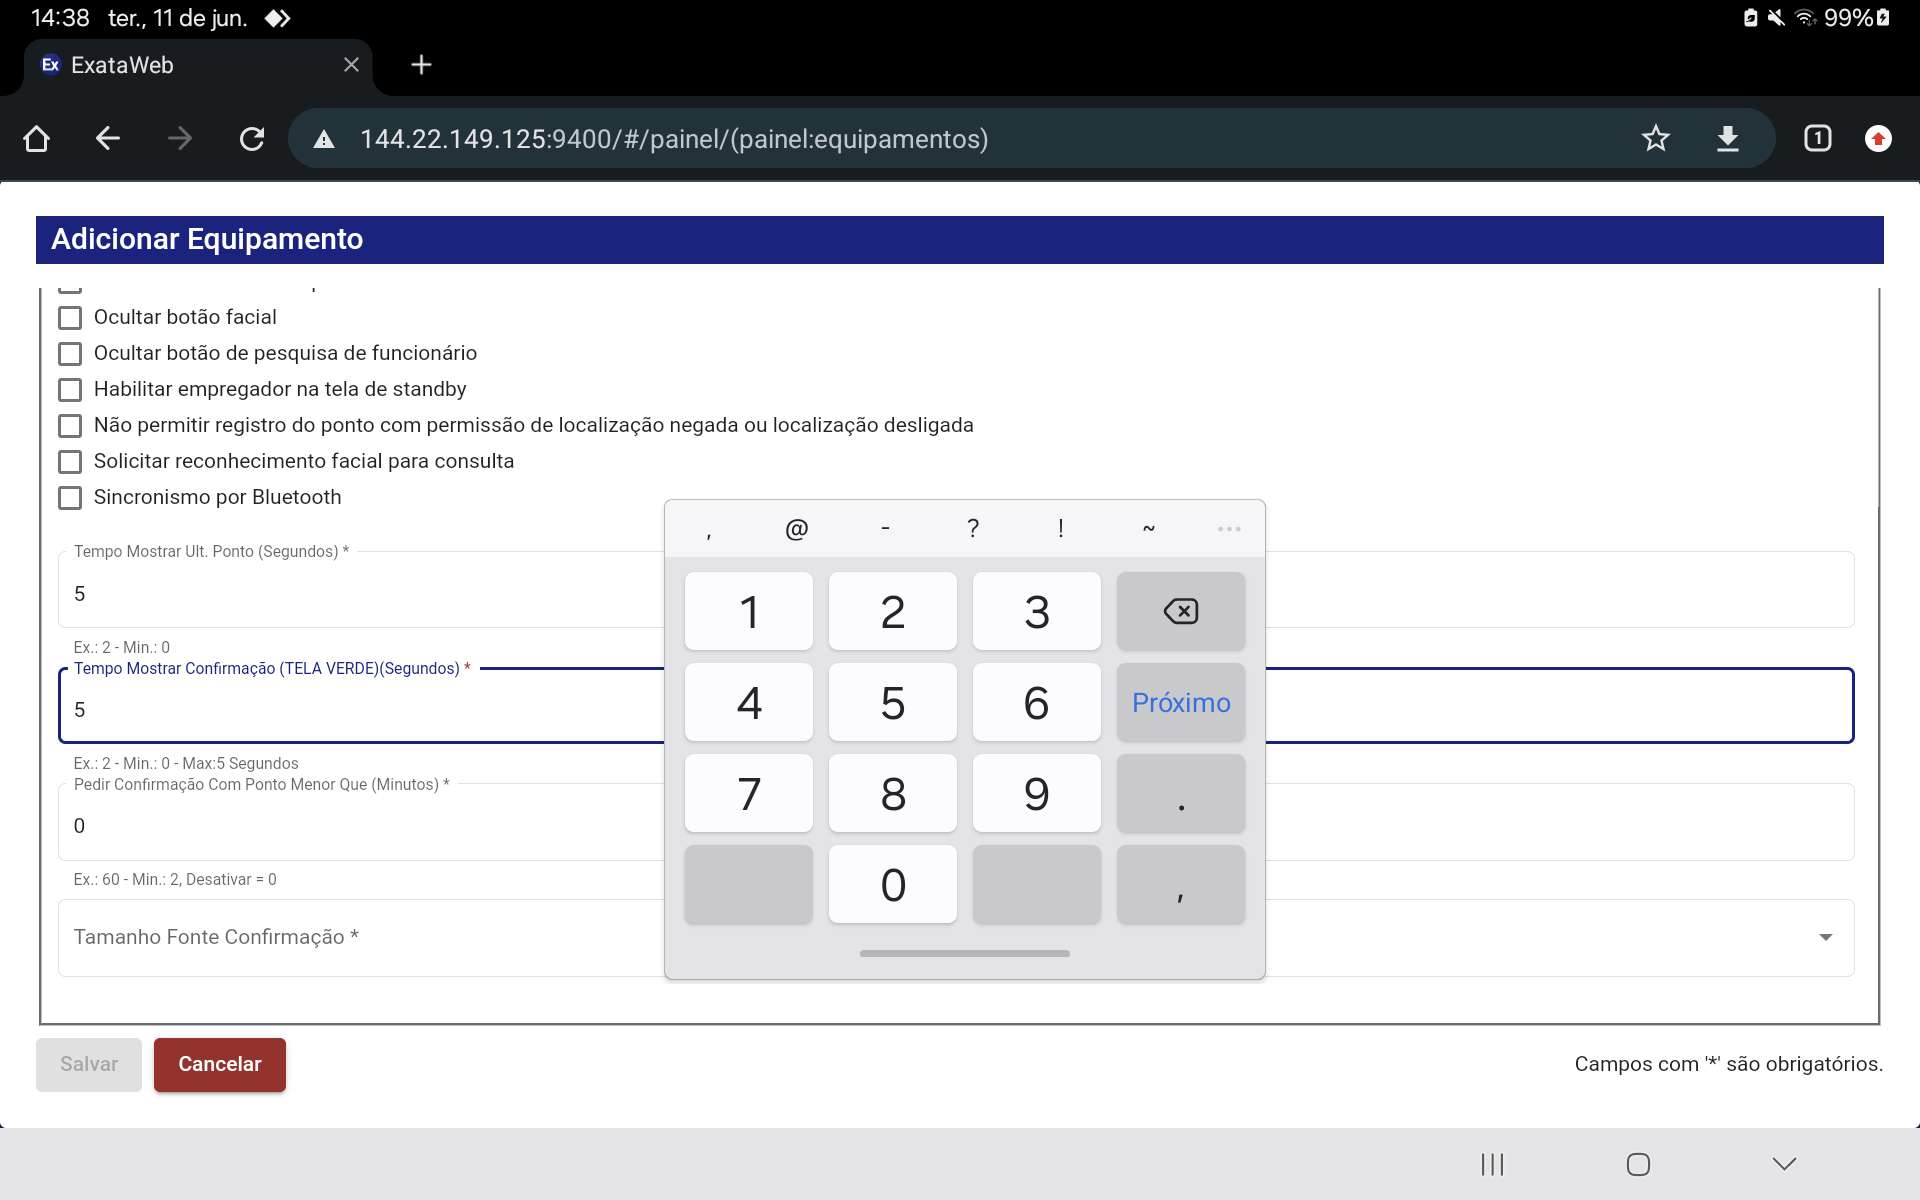 14:38 ter., 11 de jun. 99%
Ex ExataWeb
144.22.149.125:9400/#/painel/(painel:equipamentos) 1
Adicionar Equipamento
Ocultar botão facial
Ocultar botão de pesquisa de funcionário
Habilitar empregador na tela de standby
Não permitir registro do ponto com permissão de localização negada ou localização desligada
Solicitar reconhecimento facial para consulta
Sincronismo por Bluetooth
, @ - ? ! ~ ...
Tempo Mostrar Ult. Ponto (Segundos) *
5
1 2 3
Ex.: 2 - Min.: 0
Tempo Mostrar Confirmação (TELA VERDE)(Segundos) *
5
4 5 6 Próximo
Ex.: 2 - Min.: 0 - Max:5 Segundos
Pedir Confirmação Com Ponto Menor Que (Minutos) *
7 8 9 .
0
Ex.: 60 - Min.: 2, Desativar = 0
0 ,
Tamanho Fonte Confirmação *
Salvar Cancelar Campos com '*' são obrigatórios.